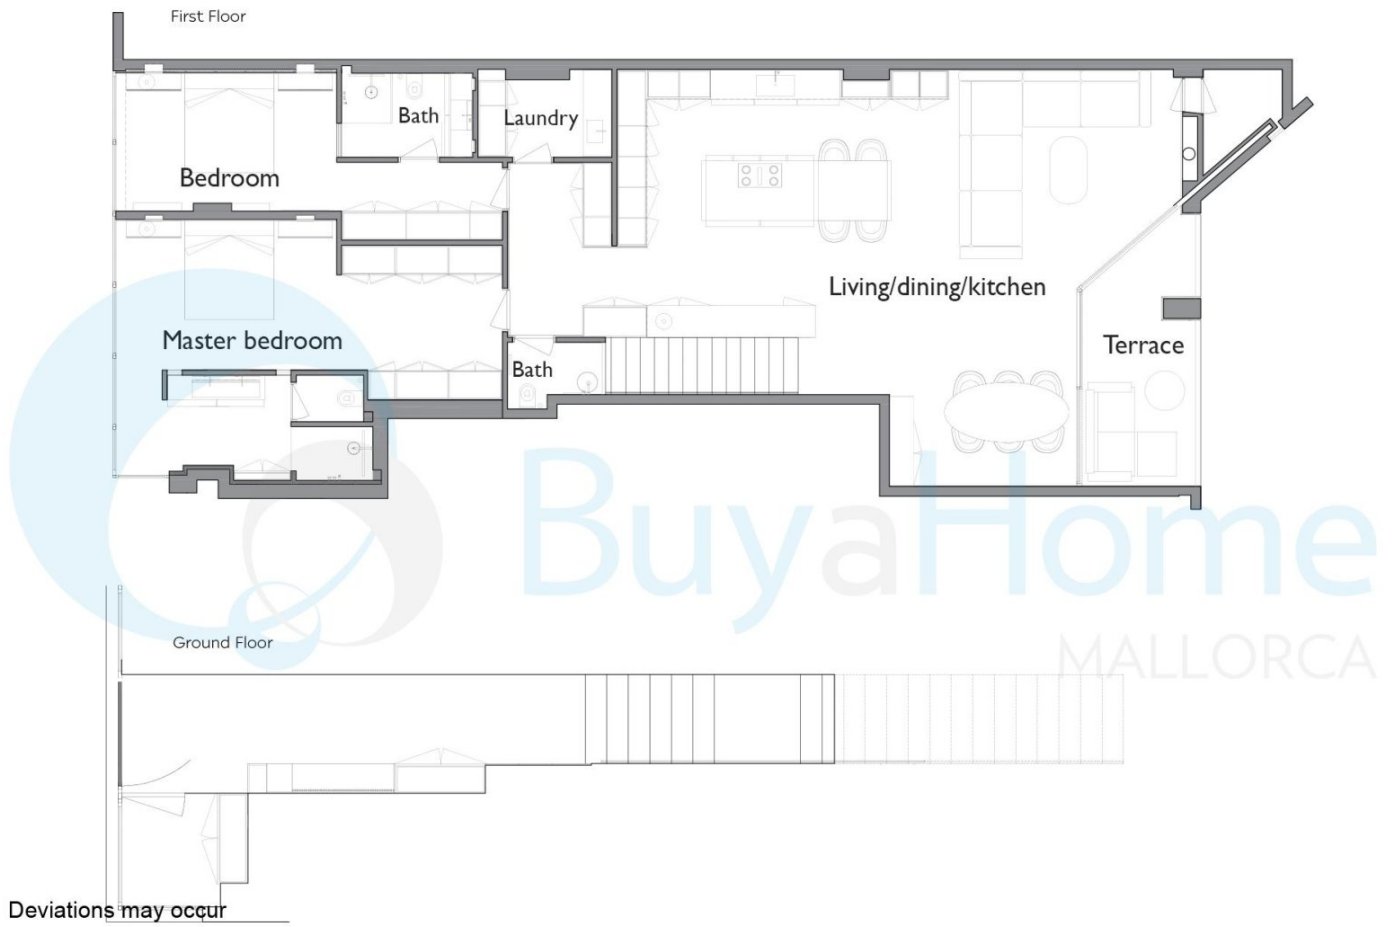 First Floor
Bath
Laundry
Bedroom
Living/dining/kitchen
Master bedroom
Terrace
Bath
BuyaHome
MALLORCA
Ground Floor
Deviations may occur